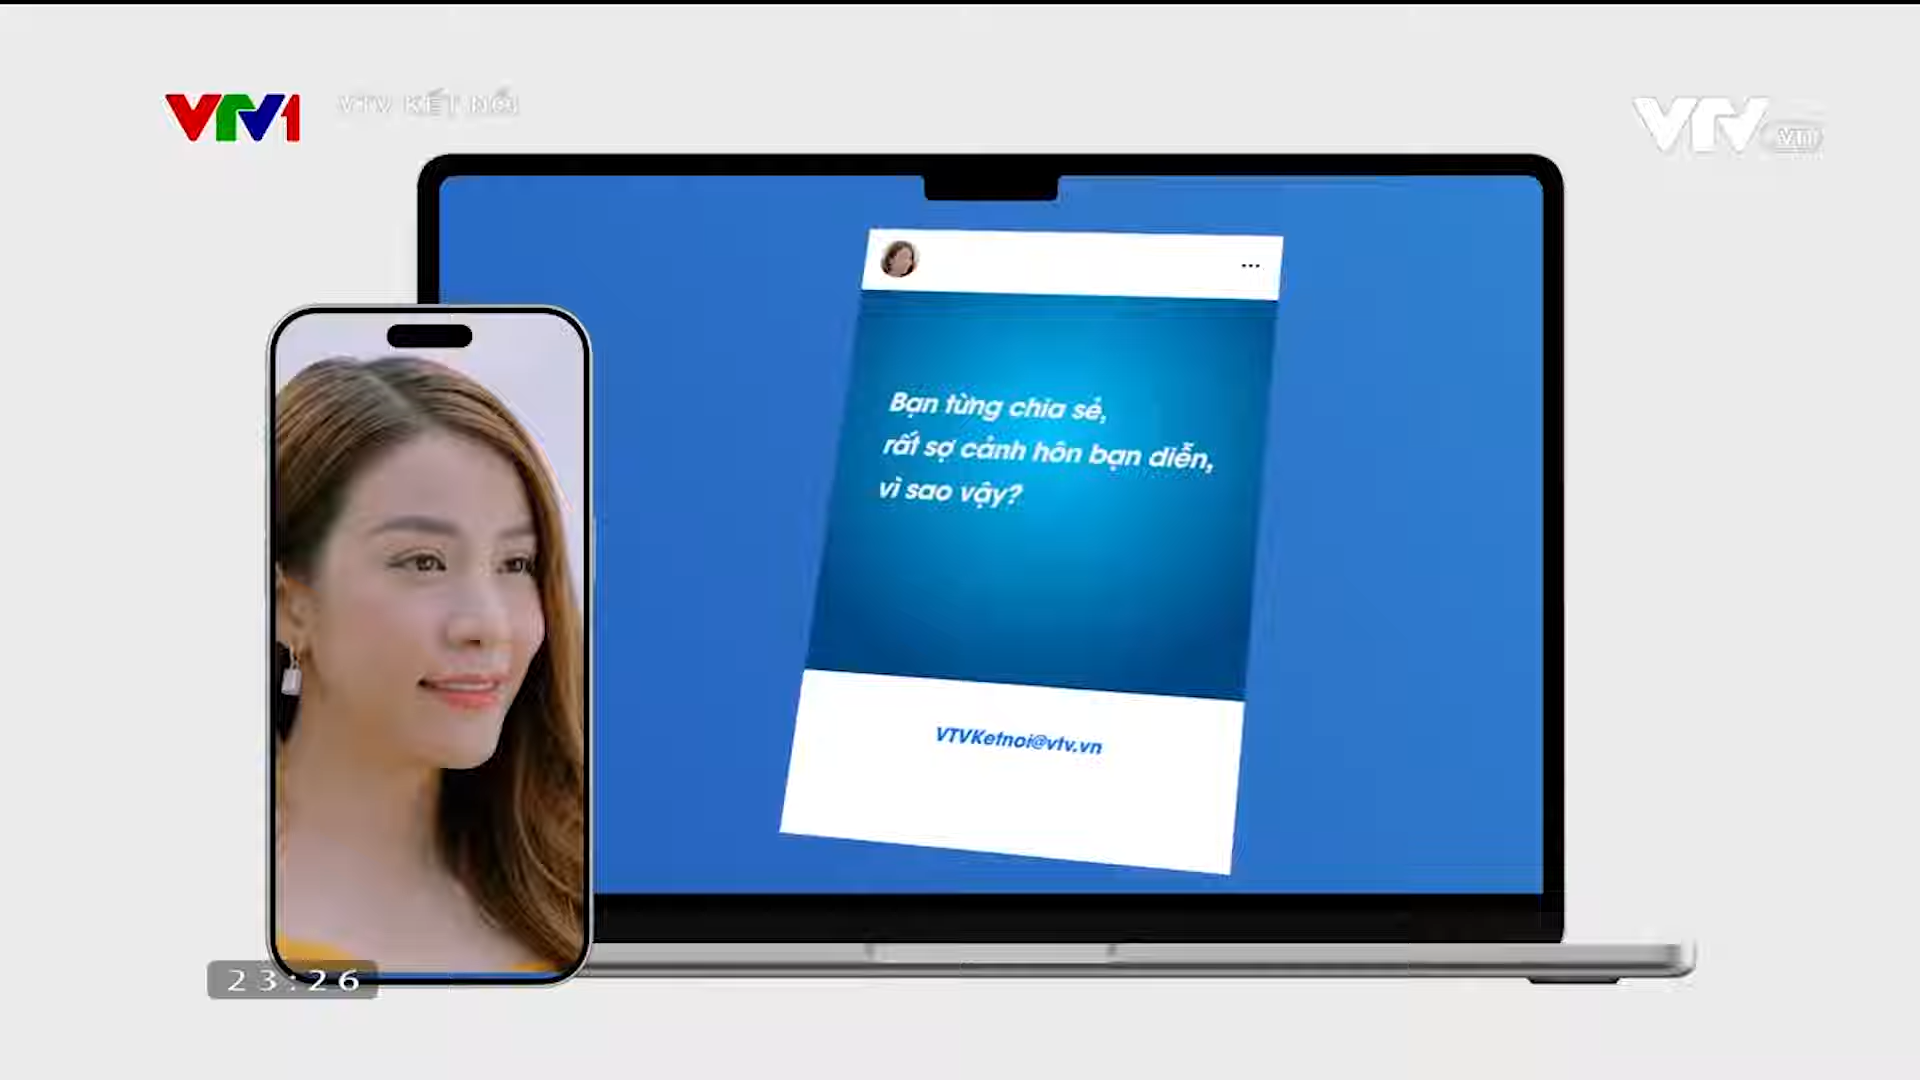 VTV1
VTV KẾT NỐI
VTV
Bạn từng chia sẻ,
rất sợ cảnh hôn bạn diễn,
vì sao vậy?
VTVKetnoi@vtv.vn
23:26